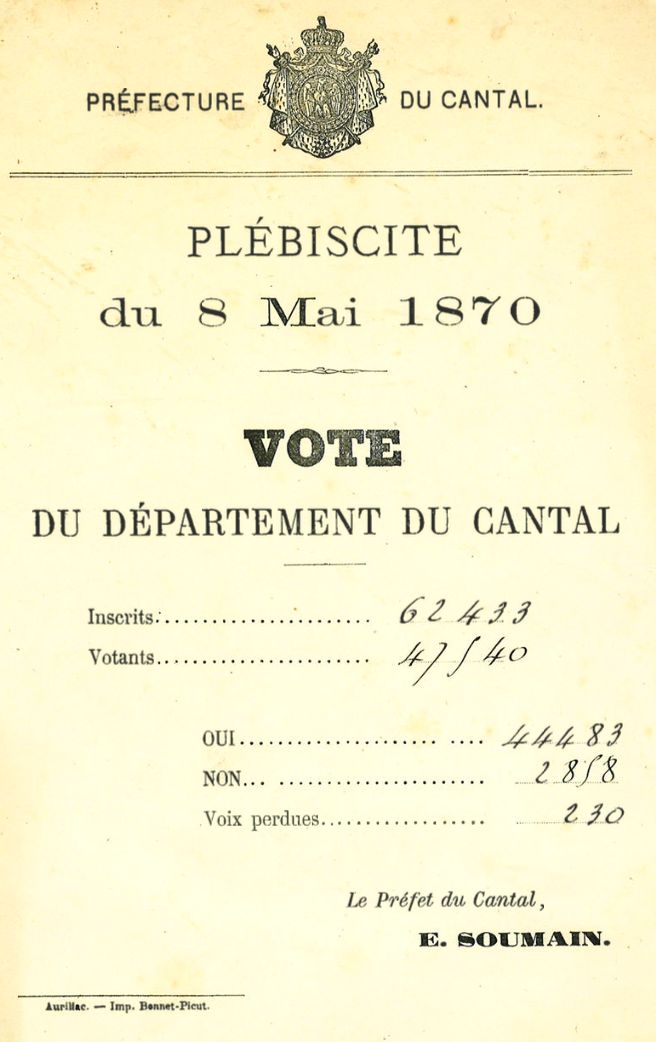 PRÉFECTURE DU CANTAL.
PLÉBISCITE
du 8 Mai 1870
VOTE
DU DÉPARTEMENT DU CANTAL
Inscrits....................... 62433
Votants....................... 47540
OUI..................... .... 44483
NON... ...................... 2858
Voix perdues.................. 230
Le Préfet du Cantal,
E. SOUMAIN.
Aurillac. — Imp. Bonnet-Picut.